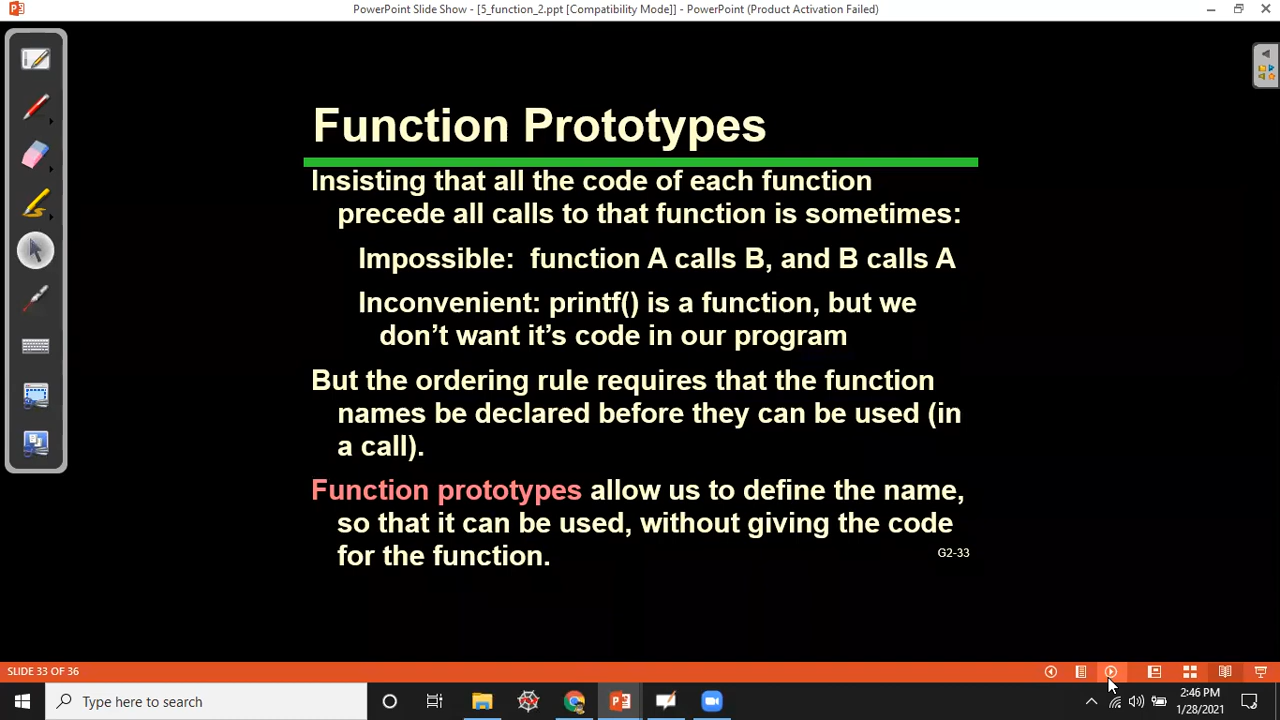 PowerPoint Slide Show - [5_function_2.ppt [Compatibility Mode]] - PowerPoint (Product Activation Failed)
Function Prototypes
Insisting that all the code of each function
precede all calls to that function is sometimes:
Impossible: function A calls B, and B calls A
Inconvenient: printf() is a function, but we
don’t want it’s code in our program
But the ordering rule requires that the function
names be declared before they can be used (in
a call).
Function prototypes allow us to define the name,
so that it can be used, without giving the code
for the function.
G2-33
SLIDE 33 OF 36
Type here to search
2:46 PM
1/28/2021